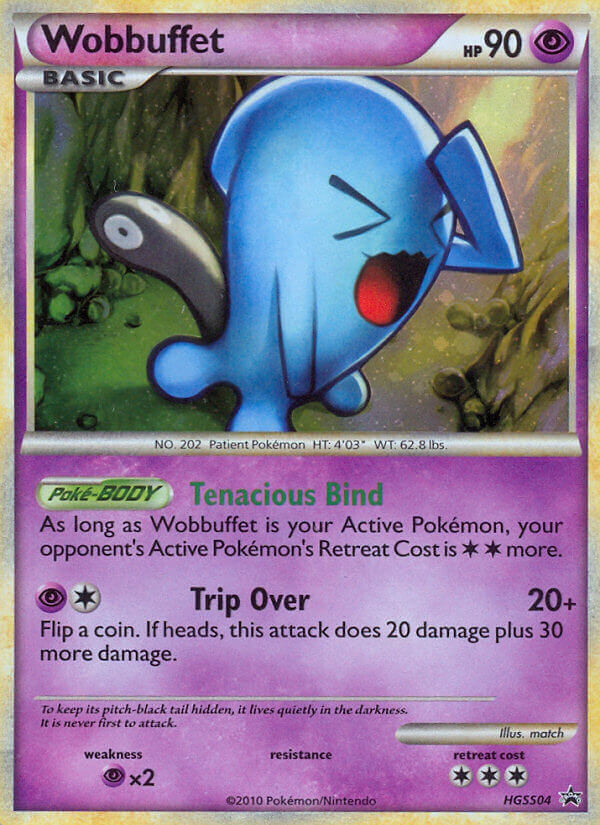 Wobbuffet
HP 90
BASIC
NO. 202 Patient Pokémon HT: 4'03" WT: 62.8 lbs.
Poké-BODY Tenacious Bind
As long as Wobbuffet is your Active Pokémon, your
opponent's Active Pokémon's Retreat Cost is more.
Trip Over 20+
Flip a coin. If heads, this attack does 20 damage plus 30
more damage.
To keep its pitch-black tail hidden, it lives quietly in the darkness.
It is never first to attack.
Illus. match
weakness resistance retreat cost
×2
©2010 Pokémon/Nintendo HGSS04